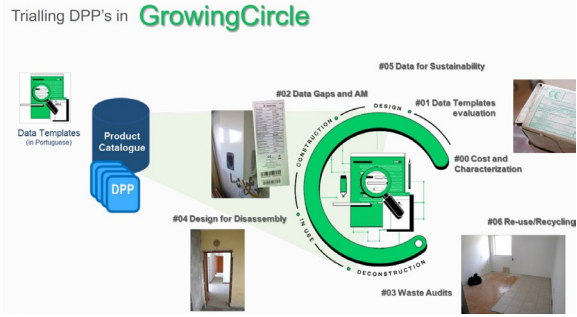 Trialling DPP's in GrowingCircle
#05 Data for Sustainability
#02 Data Gaps and AM
DESIGN
#01 Data Templates
evaluation
CONSTRUCTION
Data Templates
(in Portuguese)
Product
Catalogue
DPP
#00 Cost and
Characterization
#04 Design for Disassembly
IN USE
#06 Re-use/Recycling
DECONSTRUCTION
#03 Waste Audits